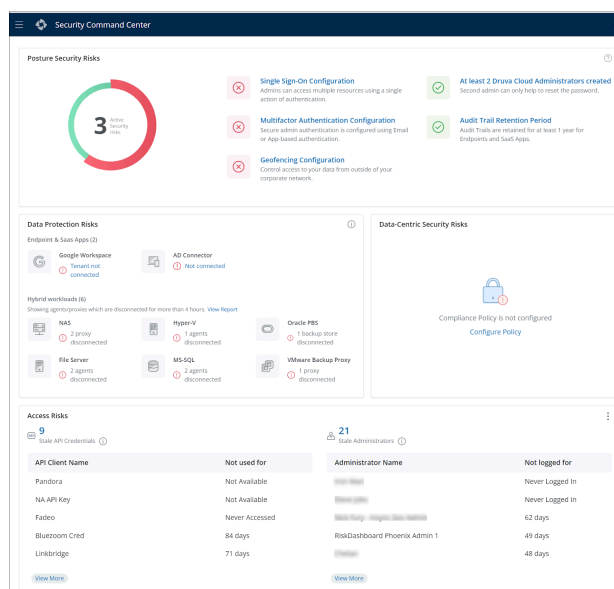 Security Command Center
Posture Security Risks
3 Active
Security
risks
Single Sign-On Configuration
Admins can access multiple resources using a single
action of authentication.
Multifactor Authentication Configuration
Secure admin authentication is configured using Email
or App-based authentication.
Geofencing Configuration
Control access to your data from outside of your
corporate network.
At least 2 Druva Cloud Administrators created
Second admin can only help to reset the password.
Audit Trail Retention Period
Audit Trails are retained for at least 1 year for
Endpoints and SaaS Apps.
Data Protection Risks
Endpoint & Saas Apps (2)
Google Workspace
Tenant not
connected
AD Connector
Not connected
Hybrid workloads (6)
Showing agents/proxies which are disconnected for more than 4 hours. View Report
NAS
2 proxy
disconnected
Hyper-V
1 agents
disconnected
Oracle PBS
1 backup store
disconnected
File Server
2 agents
disconnected
MS-SQL
2 agents
disconnected
VMware Backup Proxy
1 proxy
disconnected
Data-Centric Security Risks
Compliance Policy is not configured
Configure Policy
Access Risks
9
Stale API Credentials
API Client Name Not used for
Pandora Not Available
NA API Key Not Available
Fadeo Never Accessed
Bluezoom Cred 84 days
Linkbridge 71 days
View More
21
Stale Administrators
Administrator Name Not logged for
Never Logged In
Never Logged In
62 days
RiskDashboard Phoenix Admin 1 49 days
48 days
View More